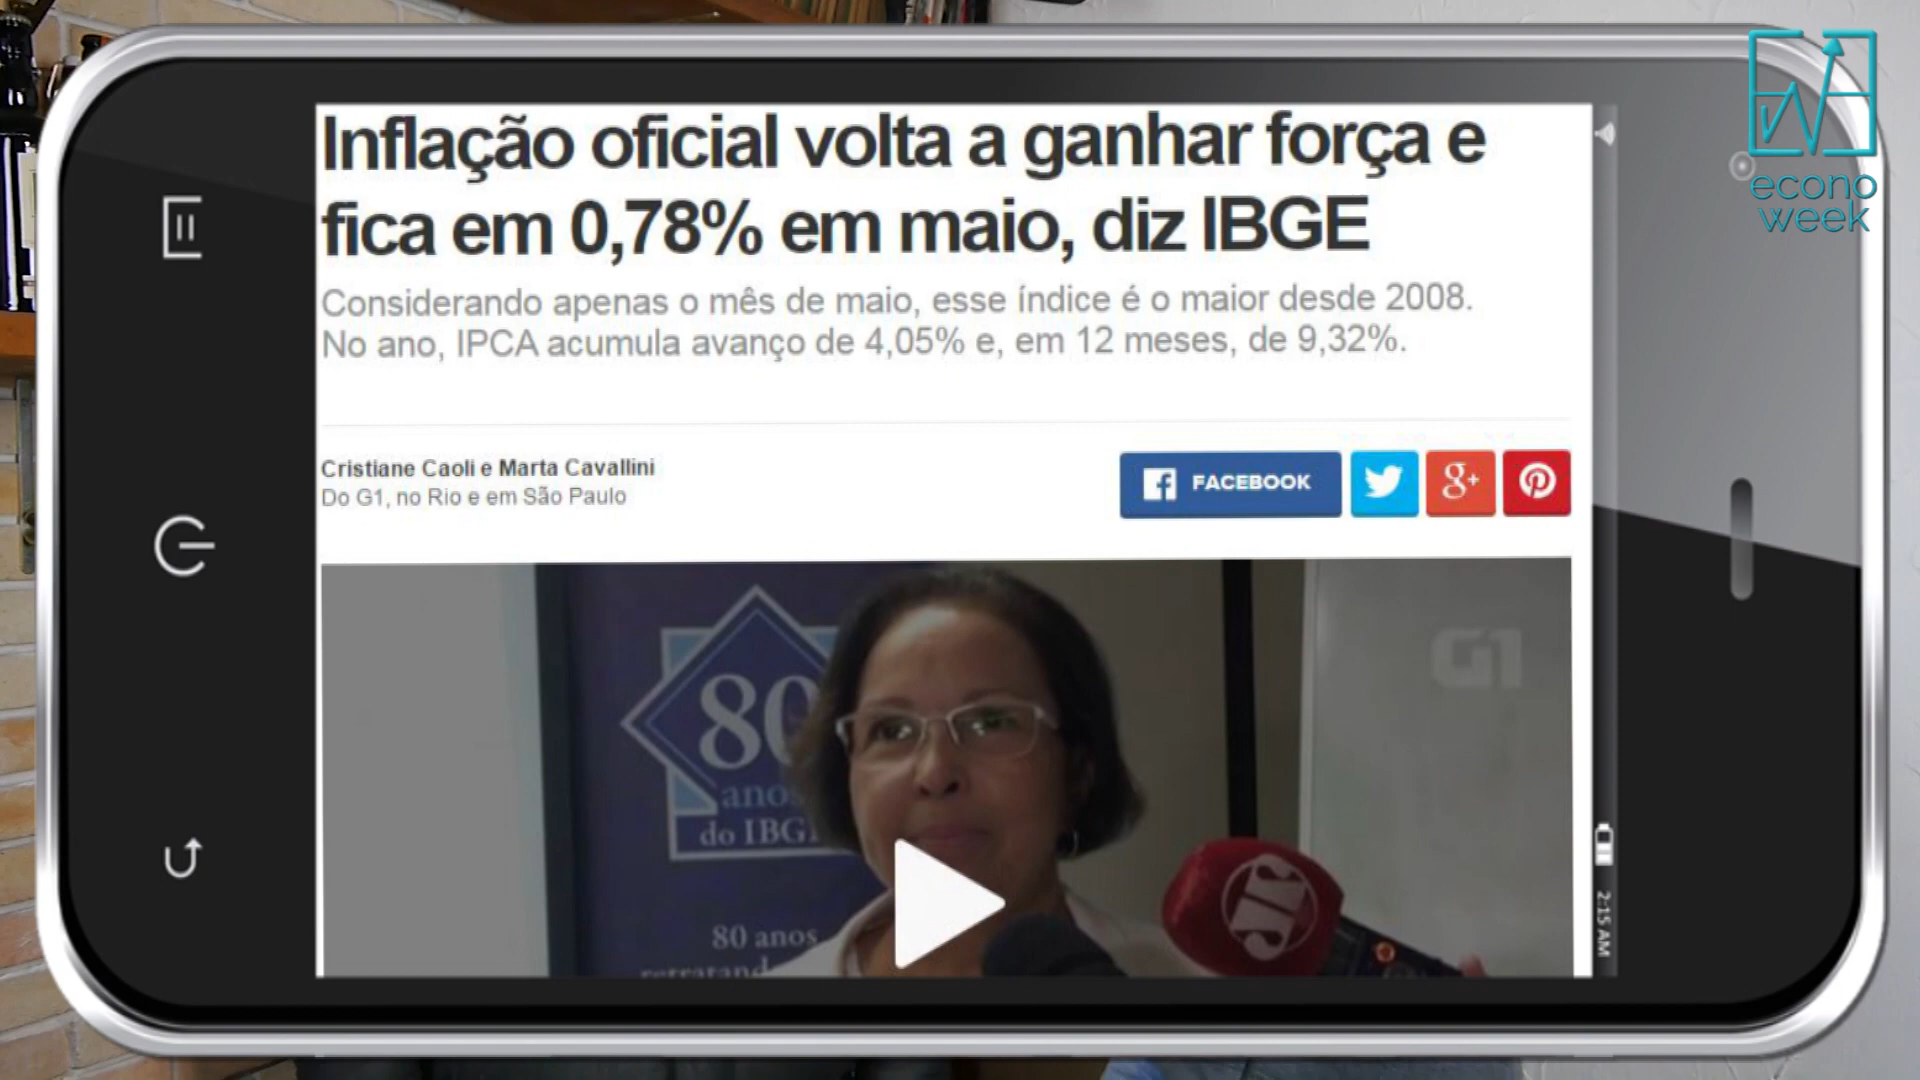 Inflação oficial volta a ganhar força e
fica em 0,78% em maio, diz IBGE
Considerando apenas o mês de maio, esse índice é o maior desde 2008.
No ano, IPCA acumula avanço de 4,05% e, em 12 meses, de 9,32%.
Cristiane Caoli e Marta Cavallini
Do G1, no Rio e em São Paulo
FACEBOOK
g+
G1
80
anos
do IBGE
80 anos
econo
week
2:15 AM